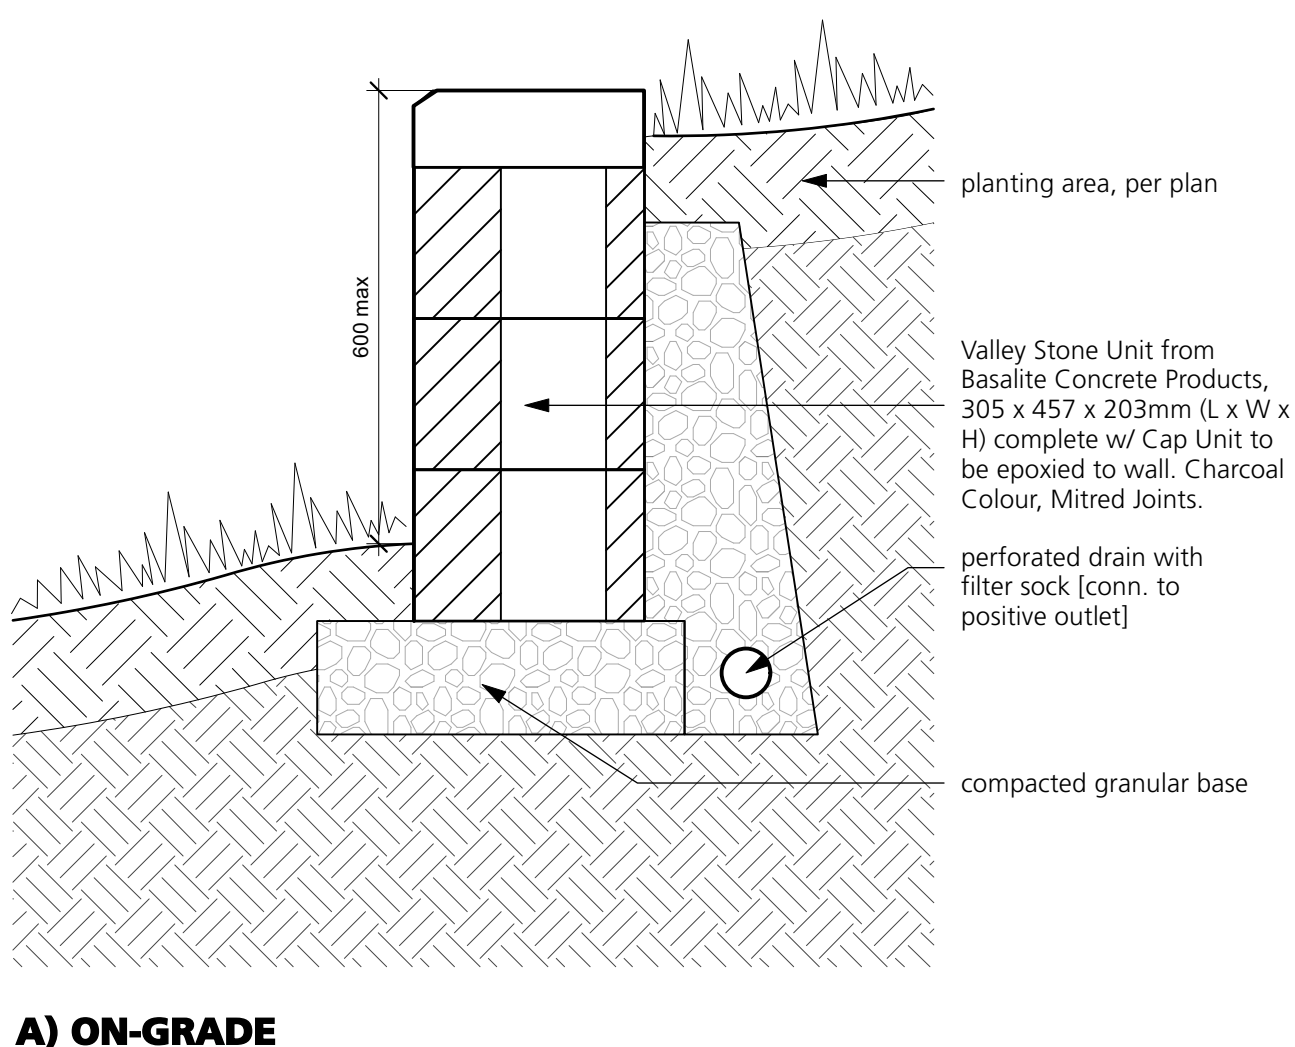 planting area, per plan
600 max
Valley Stone Unit from
Basalite Concrete Products,
305 x 457 x 203mm (L x W x
H) complete w/ Cap Unit to
be epoxied to wall. Charcoal
Colour, Mitred Joints.
perforated drain with
filter sock [conn. to
positive outlet]
compacted granular base
A) ON-GRADE